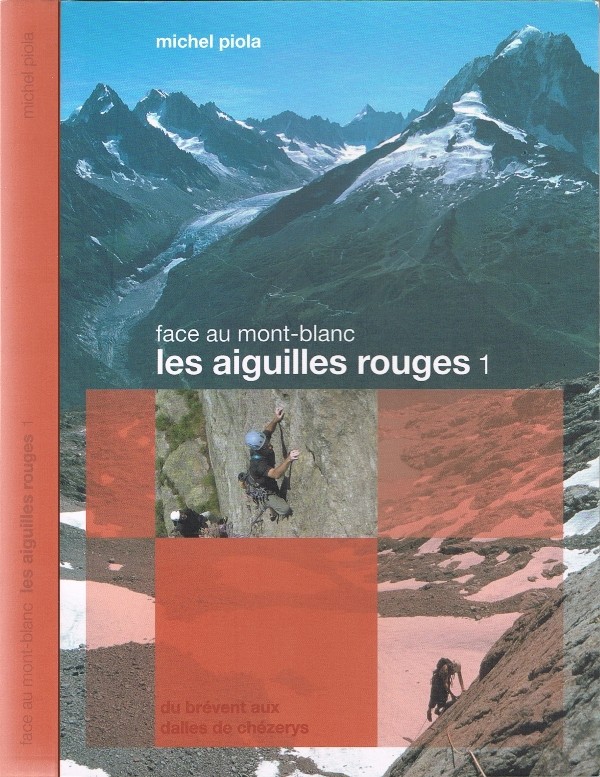 michel piola
face au mont-blanc
les aiguilles rouges 1
du brévent aux
dalles de chézerys
face au mont-blanc les aiguilles rouges 1 michel piola